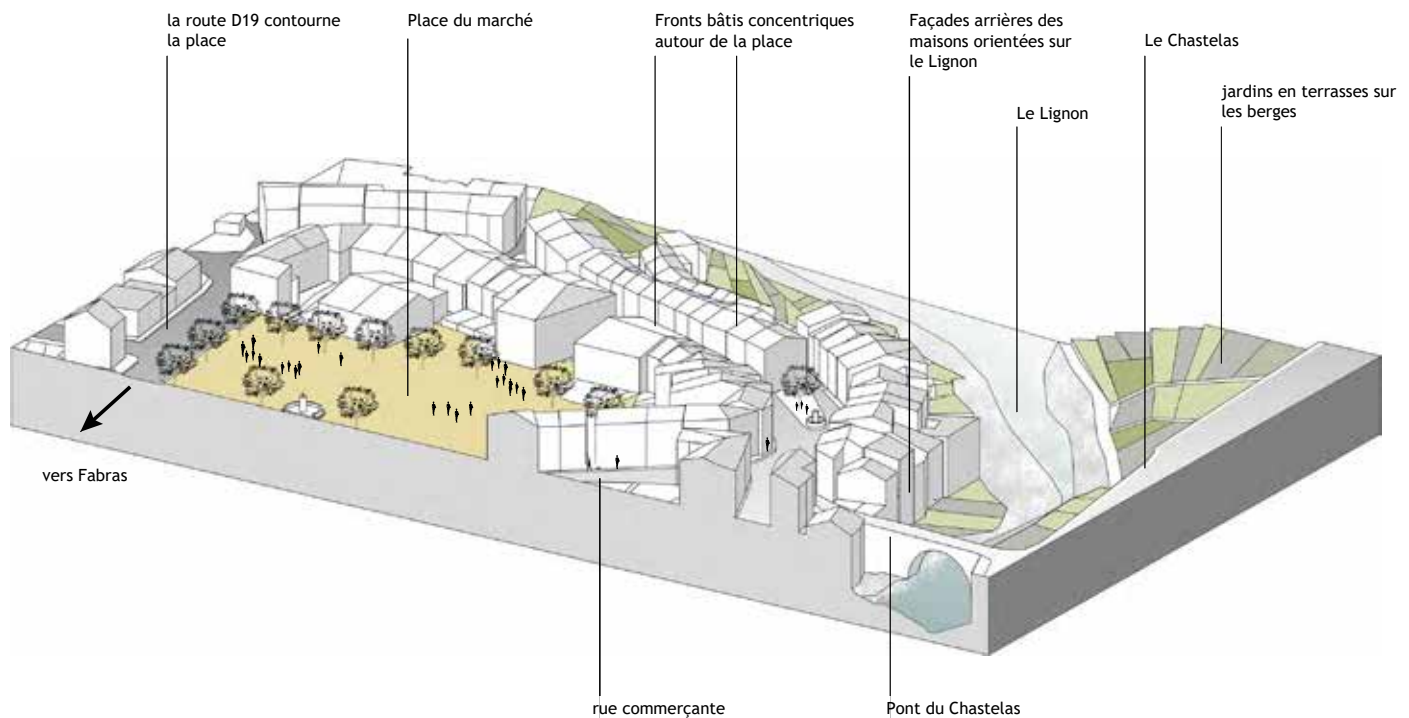 la route D19 contourne
la place
Place du marché
Fronts bâtis concentriques
autour de la place
Façades arrières des
maisons orientées sur
le Lignon
Le Chastelas
jardins en terrasses sur
les berges
Le Lignon
vers Fabras
rue commerçante
Pont du Chastelas